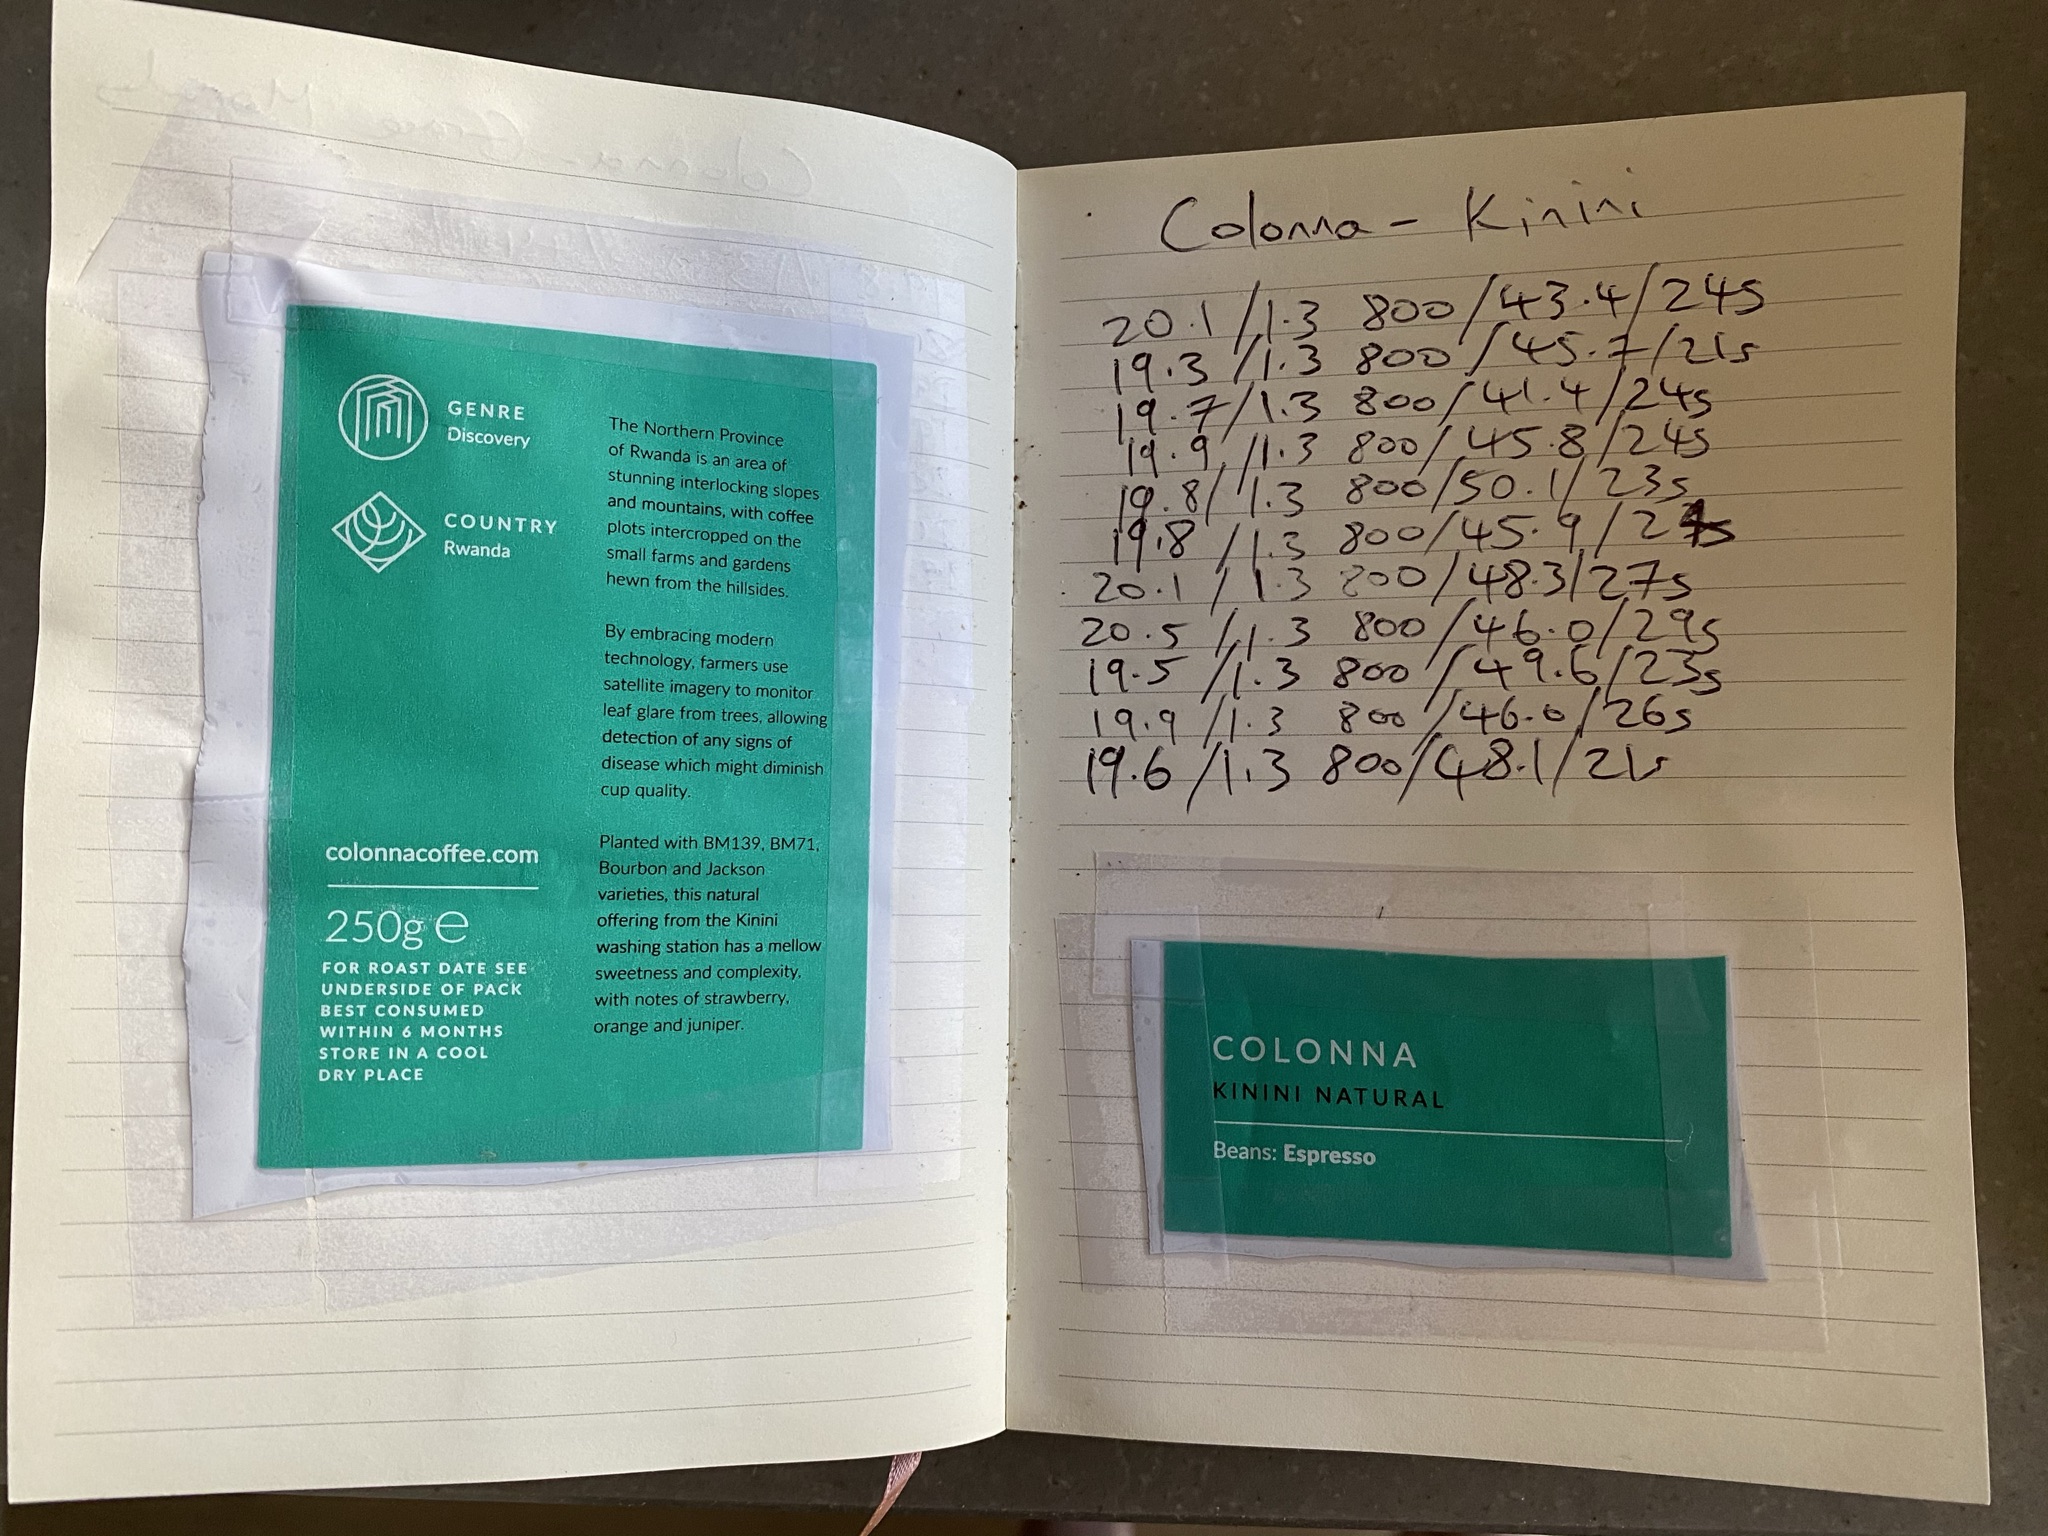 GENRE
Discovery
COUNTRY
Rwanda
colonnacoffee.com
250g e
FOR ROAST DATE SEE
UNDERSIDE OF PACK
BEST CONSUMED
WITHIN 6 MONTHS
STORE IN A COOL
DRY PLACE
The Northern Province
of Rwanda is an area of
stunning interlocking slopes
and mountains, with coffee
plots intercropped on the
small farms and gardens
hewn from the hillsides.
By embracing modern
technology, farmers use
satellite imagery to monitor
leaf glare from trees, allowing
detection of any signs of
disease which might diminish
cup quality.
Planted with BM139, BM71,
Bourbon and Jackson
varieties, this natural
offering from the Kinini
washing station has a mellow
sweetness and complexity,
with notes of strawberry,
orange and juniper.
Colonna - Kinini
20.1/1.3 800/43.4/24s
19.3/1.3 800/45.7/21s
19.7/1.3 800/41.4/24s
19.9/1.3 800/45.8/24s
19.8/1.3 800/50.1/23s
19.8/1.3 800/45.9/
20.1/1.3 800/48.3/27s
20.5/1.3 800/46.0/29s
19.5/1.3 800/49.6/23s
19.9/1.3 800/46.0/26s
19.6/1.3 800/48.1/21s
COLONNA
KININI NATURAL
Beans: Espresso